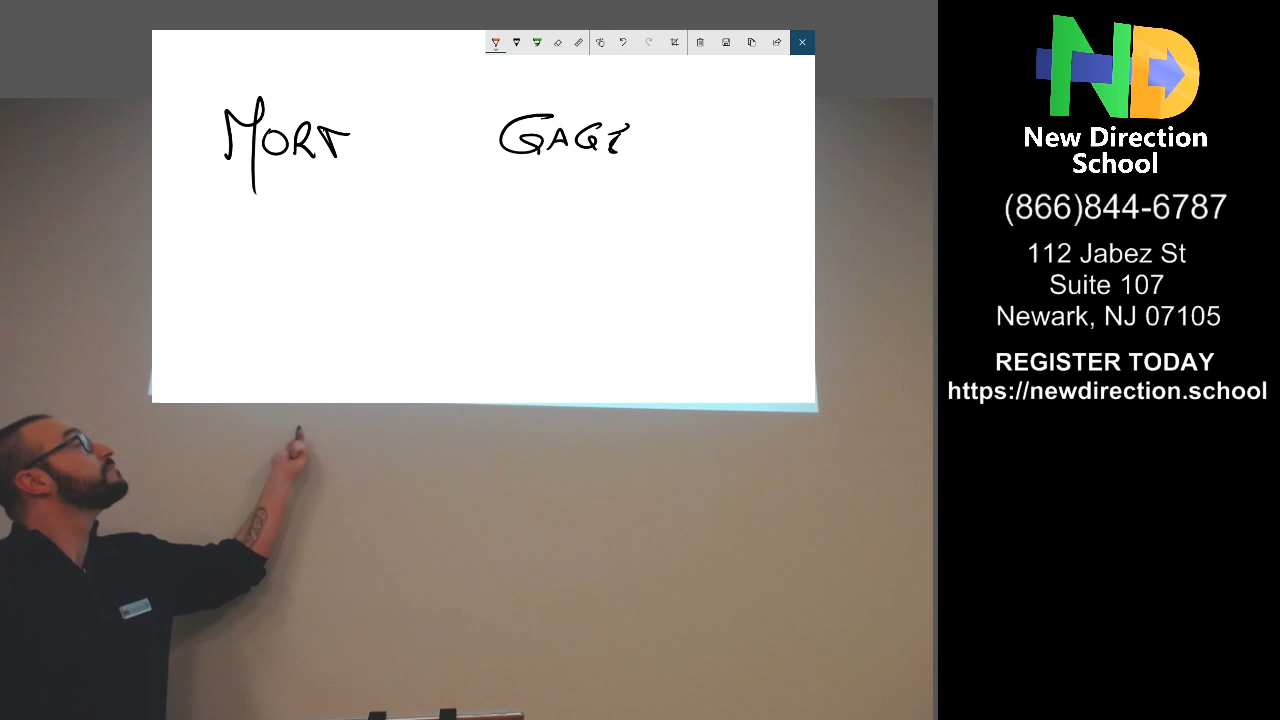 MORT GAGE
ND
New Direction
School
(866)844-6787
112 Jabez St
Suite 107
Newark, NJ 07105
REGISTER TODAY
https://newdirection.school